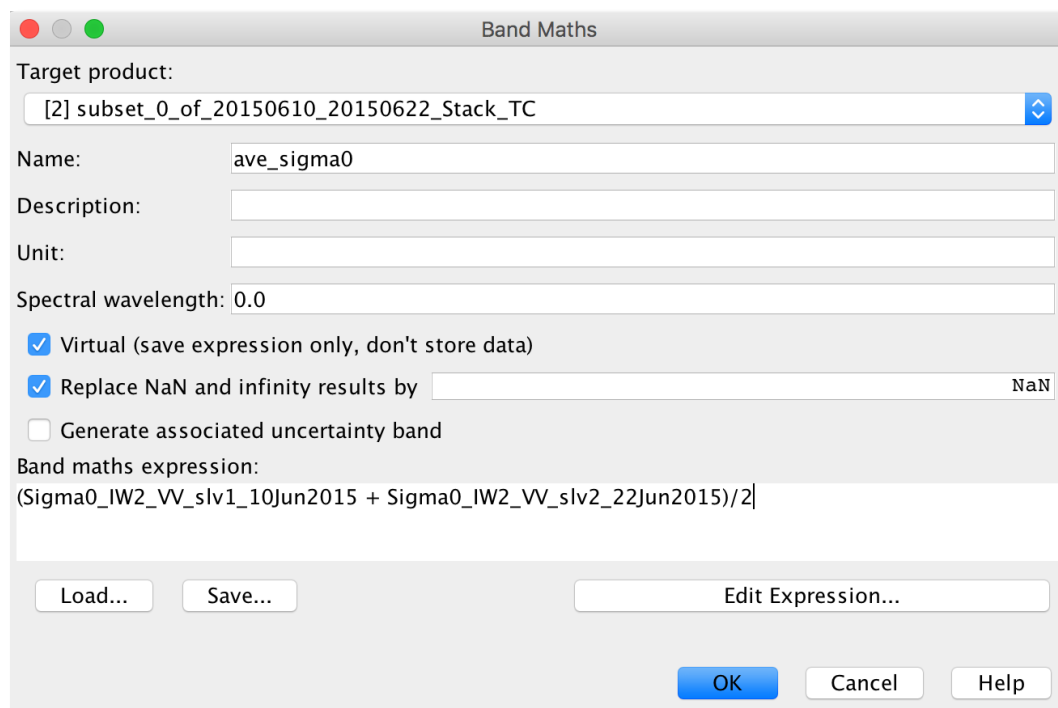 Band Maths
Target product:
[2] subset_0_of_20150610_20150622_Stack_TC
Name: ave_sigma0
Description:
Unit:
Spectral wavelength: 0.0
Virtual (save expression only, don't store data)
Replace NaN and infinity results by NaN
Generate associated uncertainty band
Band maths expression:
(Sigma0_IW2_VV_slv1_10Jun2015 + Sigma0_IW2_VV_slv2_22Jun2015)/2
Load... Save... Edit Expression...
OK Cancel Help